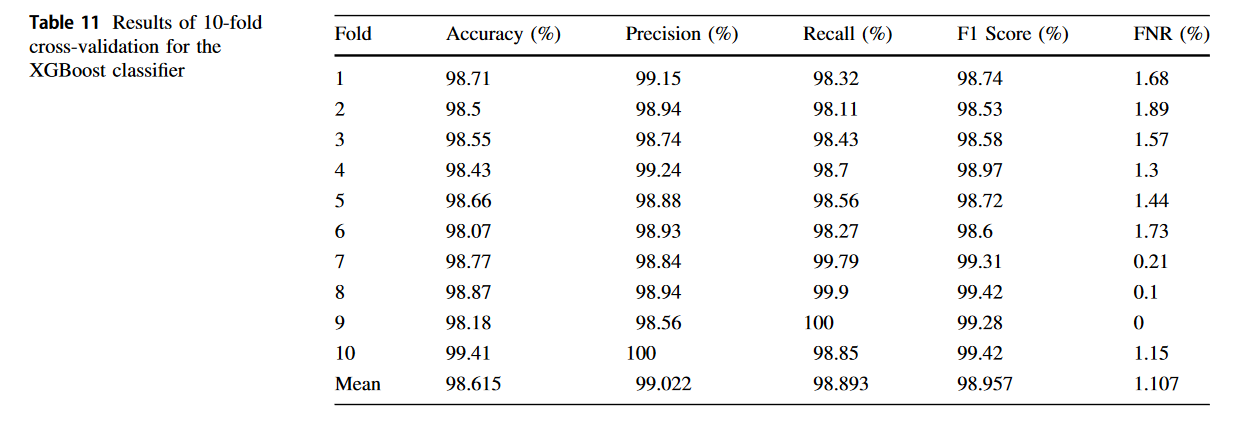 Table 11 Results of 10-fold
cross-validation for the
XGBoost classifier
Fold Accuracy (%) Precision (%) Recall (%) F1 Score (%) FNR (%)
1 98.71 99.15 98.32 98.74 1.68
2 98.5 98.94 98.11 98.53 1.89
3 98.55 98.74 98.43 98.58 1.57
4 98.43 99.24 98.7 98.97 1.3
5 98.66 98.88 98.56 98.72 1.44
6 98.07 98.93 98.27 98.6 1.73
7 98.77 98.84 99.79 99.31 0.21
8 98.87 98.94 99.9 99.42 0.1
9 98.18 98.56 100 99.28 0
10 99.41 100 98.85 99.42 1.15
Mean 98.615 99.022 98.893 98.957 1.107